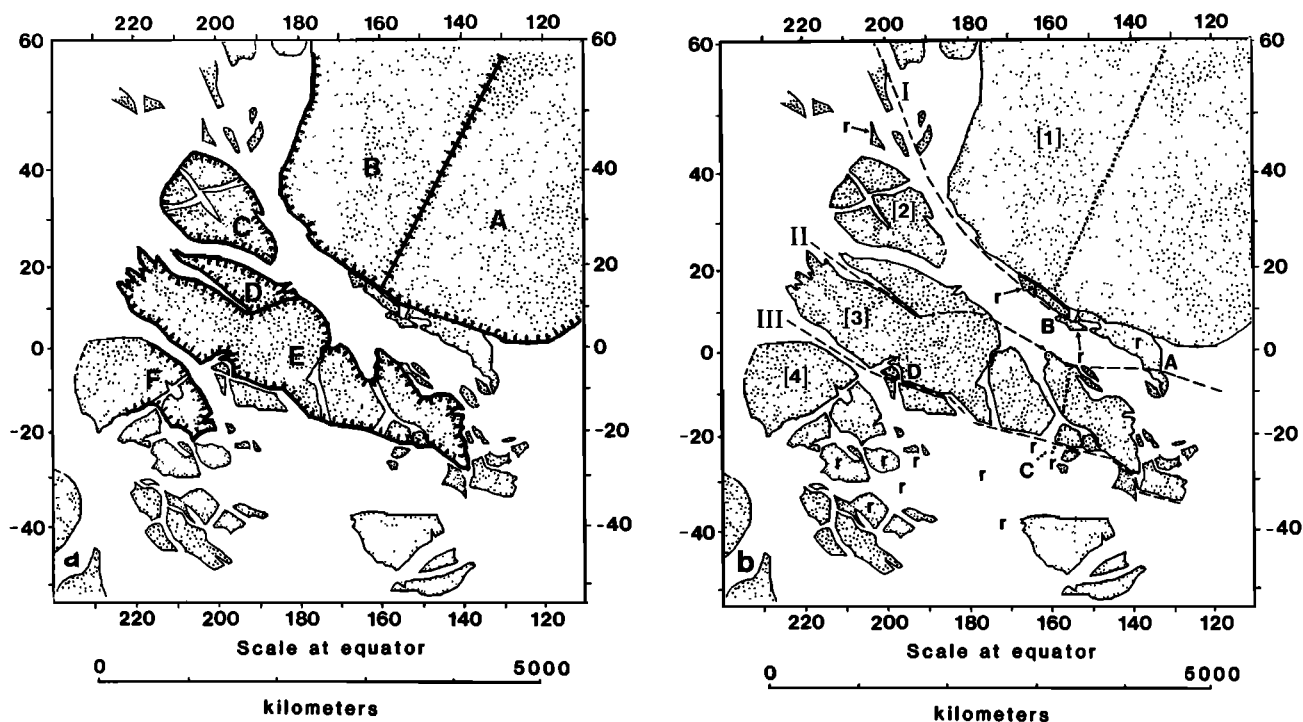 220 200 180 160 140 120
60 60
40 40
20 20
0 0
-20 -20
-40 -40
B
A
C
D
E
F
a
220 200 180 160 140 120
Scale at equator
0 5000
kilometers
220 200 180 160 140 120
60 60
40 40
20 20
0 0
-20 -20
-40 -40
I
[1]
r
[2]
II
r
[3]
III
B
r
r
A
[4]
D
r
C
r
r
r
r
r
r
r
r
b
220 200 180 160 140 120
Scale at equator
0 5000
kilometers